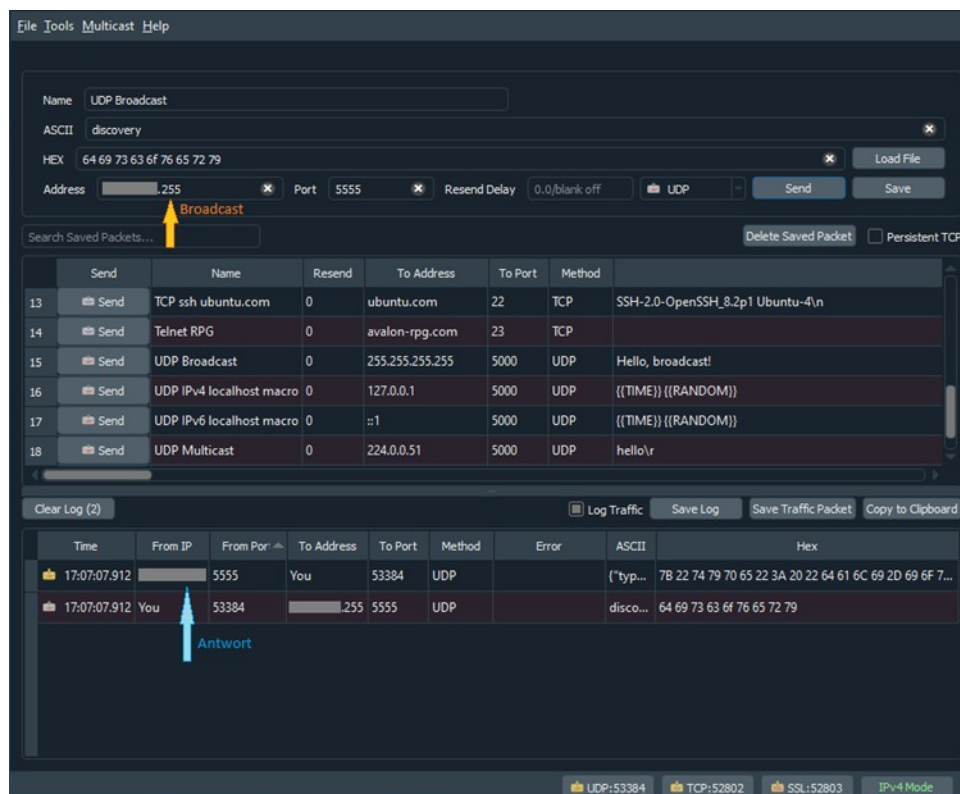 File Tools Multicast Help
Name UDP Broadcast
ASCII discovery
HEX 64 69 73 63 6f 76 65 72 79 Load File
Address .255 Port 5555 Resend Delay 0.0/blank off UDP Send Save
Broadcast
Search Saved Packets... Delete Saved Packet Persistent TCP
Send Name Resend To Address To Port Method
13 Send TCP ssh ubuntu.com 0 ubuntu.com 22 TCP SSH-2.0-OpenSSH_8.2p1 Ubuntu-4\n
14 Send Telnet RPG 0 avalon-rpg.com 23 TCP
15 Send UDP Broadcast 0 255.255.255.255 5000 UDP Hello, broadcast!
16 Send UDP IPv4 localhost macro 0 127.0.0.1 5000 UDP {{TIME}} {{RANDOM}}
17 Send UDP IPv6 localhost macro 0 ::1 5000 UDP {{TIME}} {{RANDOM}}
18 Send UDP Multicast 0 224.0.0.51 5000 UDP hello\r
Clear Log (2) Log Traffic Save Log Save Traffic Packet Copy to Clipboard
Time From IP From Por To Address To Port Method Error ASCII Hex
17:07:07.912 5555 You 53384 UDP {"typ... 7B 22 74 79 70 65 22 3A 20 22 64 61 6C 69 2D 69 6F 7...
17:07:07.912 You 53384 .255 5555 UDP disco... 64 69 73 63 6f 76 65 72 79
Antwort
UDP:53384 TCP:52802 SSL:52803 IPv4 Mode